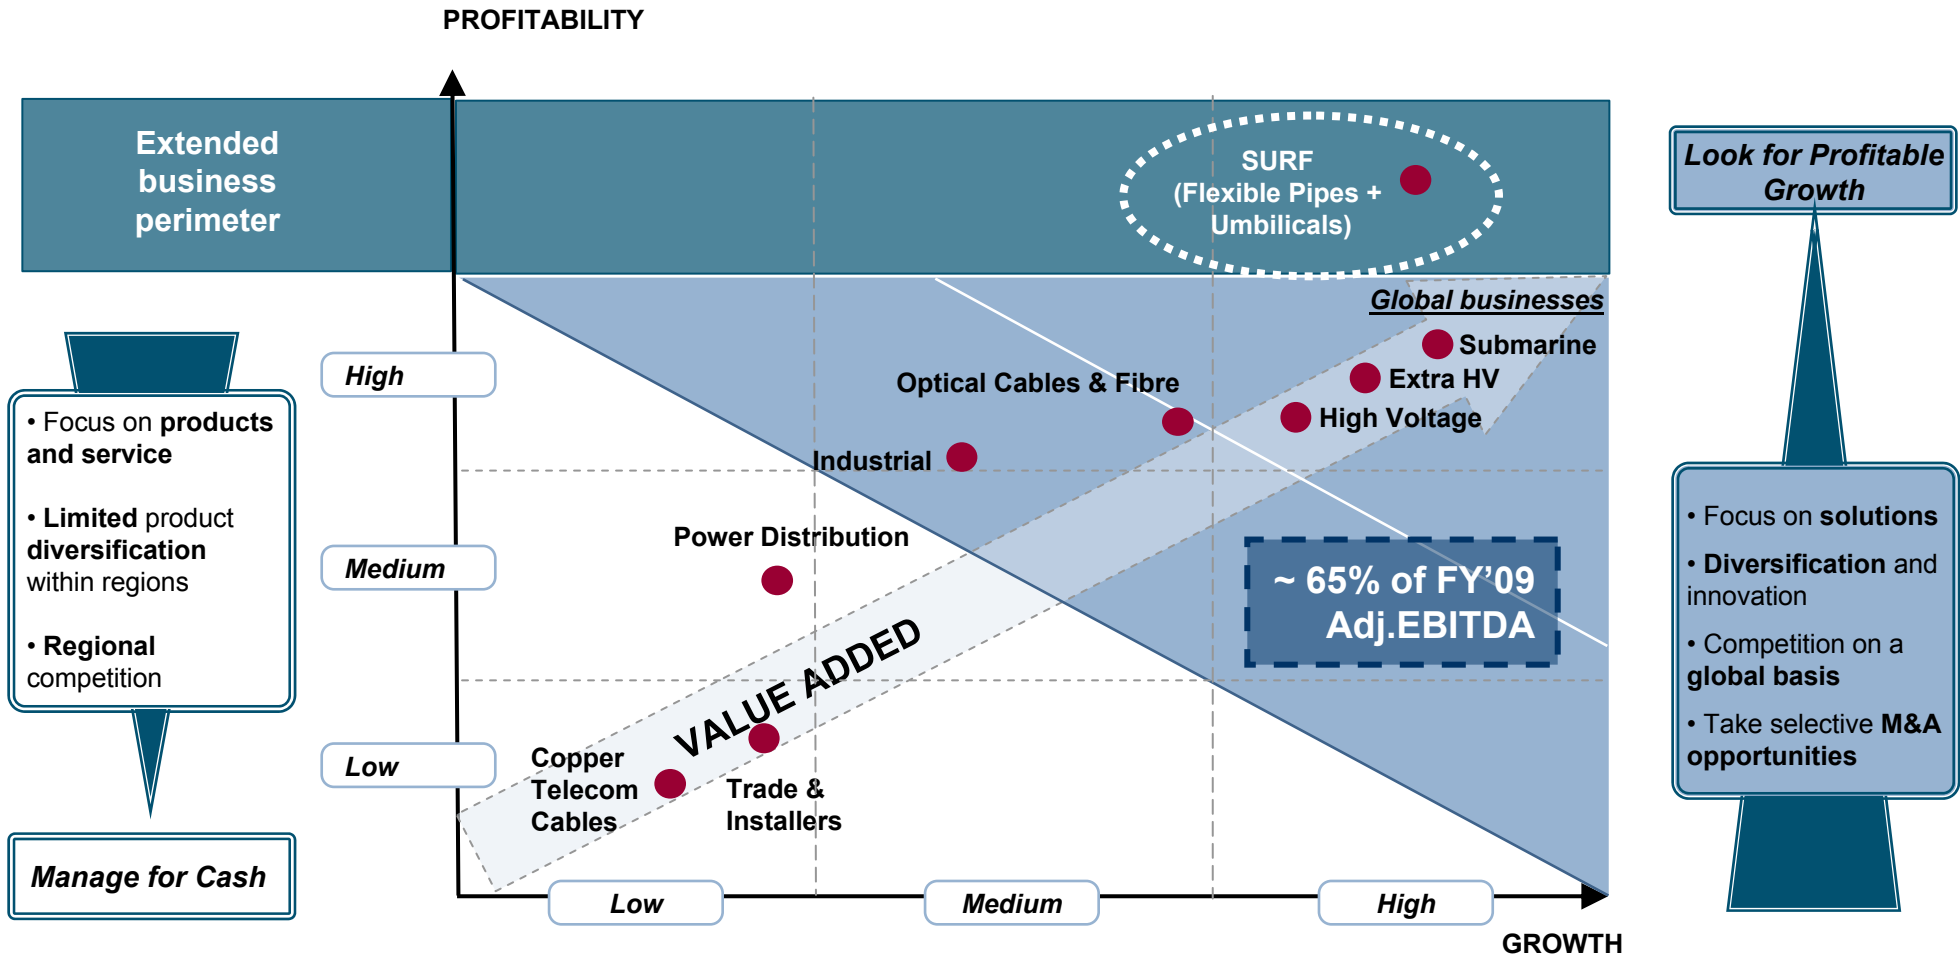 PROFITABILITY
Extended
business
perimeter
SURF
(Flexible Pipes +
Umbilicals)
Look for Profitable
Growth
Global businesses
Submarine
Extra HV
High Voltage
Optical Cables & Fibre
Industrial
Power Distribution
VALUE ADDED
Copper
Telecom
Cables
Trade &
Installers
~ 65% of FY’09
Adj.EBITDA
High
Medium
Low
• Focus on products
and service
• Limited product
diversification
within regions
• Regional
competition
Manage for Cash
• Focus on solutions
• Diversification and
innovation
• Competition on a
global basis
• Take selective M&A
opportunities
Low
Medium
High
GROWTH